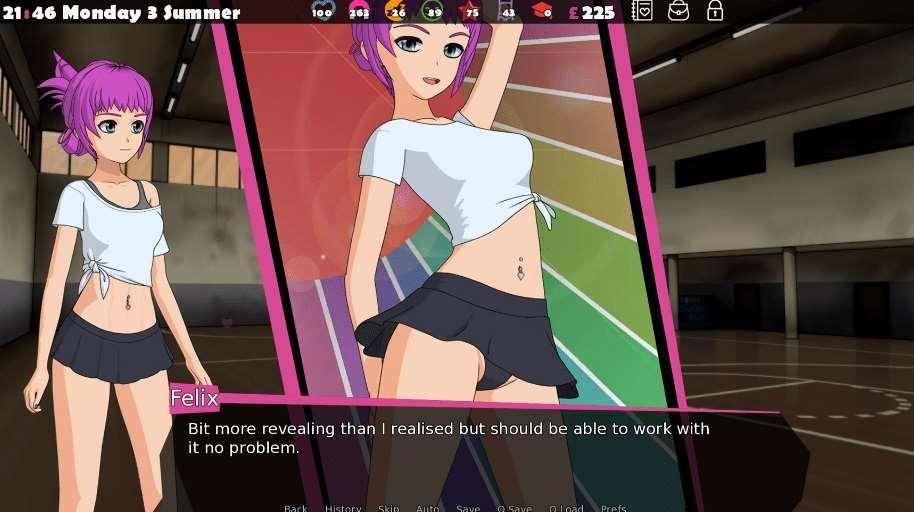 21:46 Monday 3 Summer 100 263 26 89 75 43 0 £225
Felix
Bit more revealing than I realised but should be able to work with
it no problem.
Back History Skip Auto Save Q.Save Q.Load Prefs